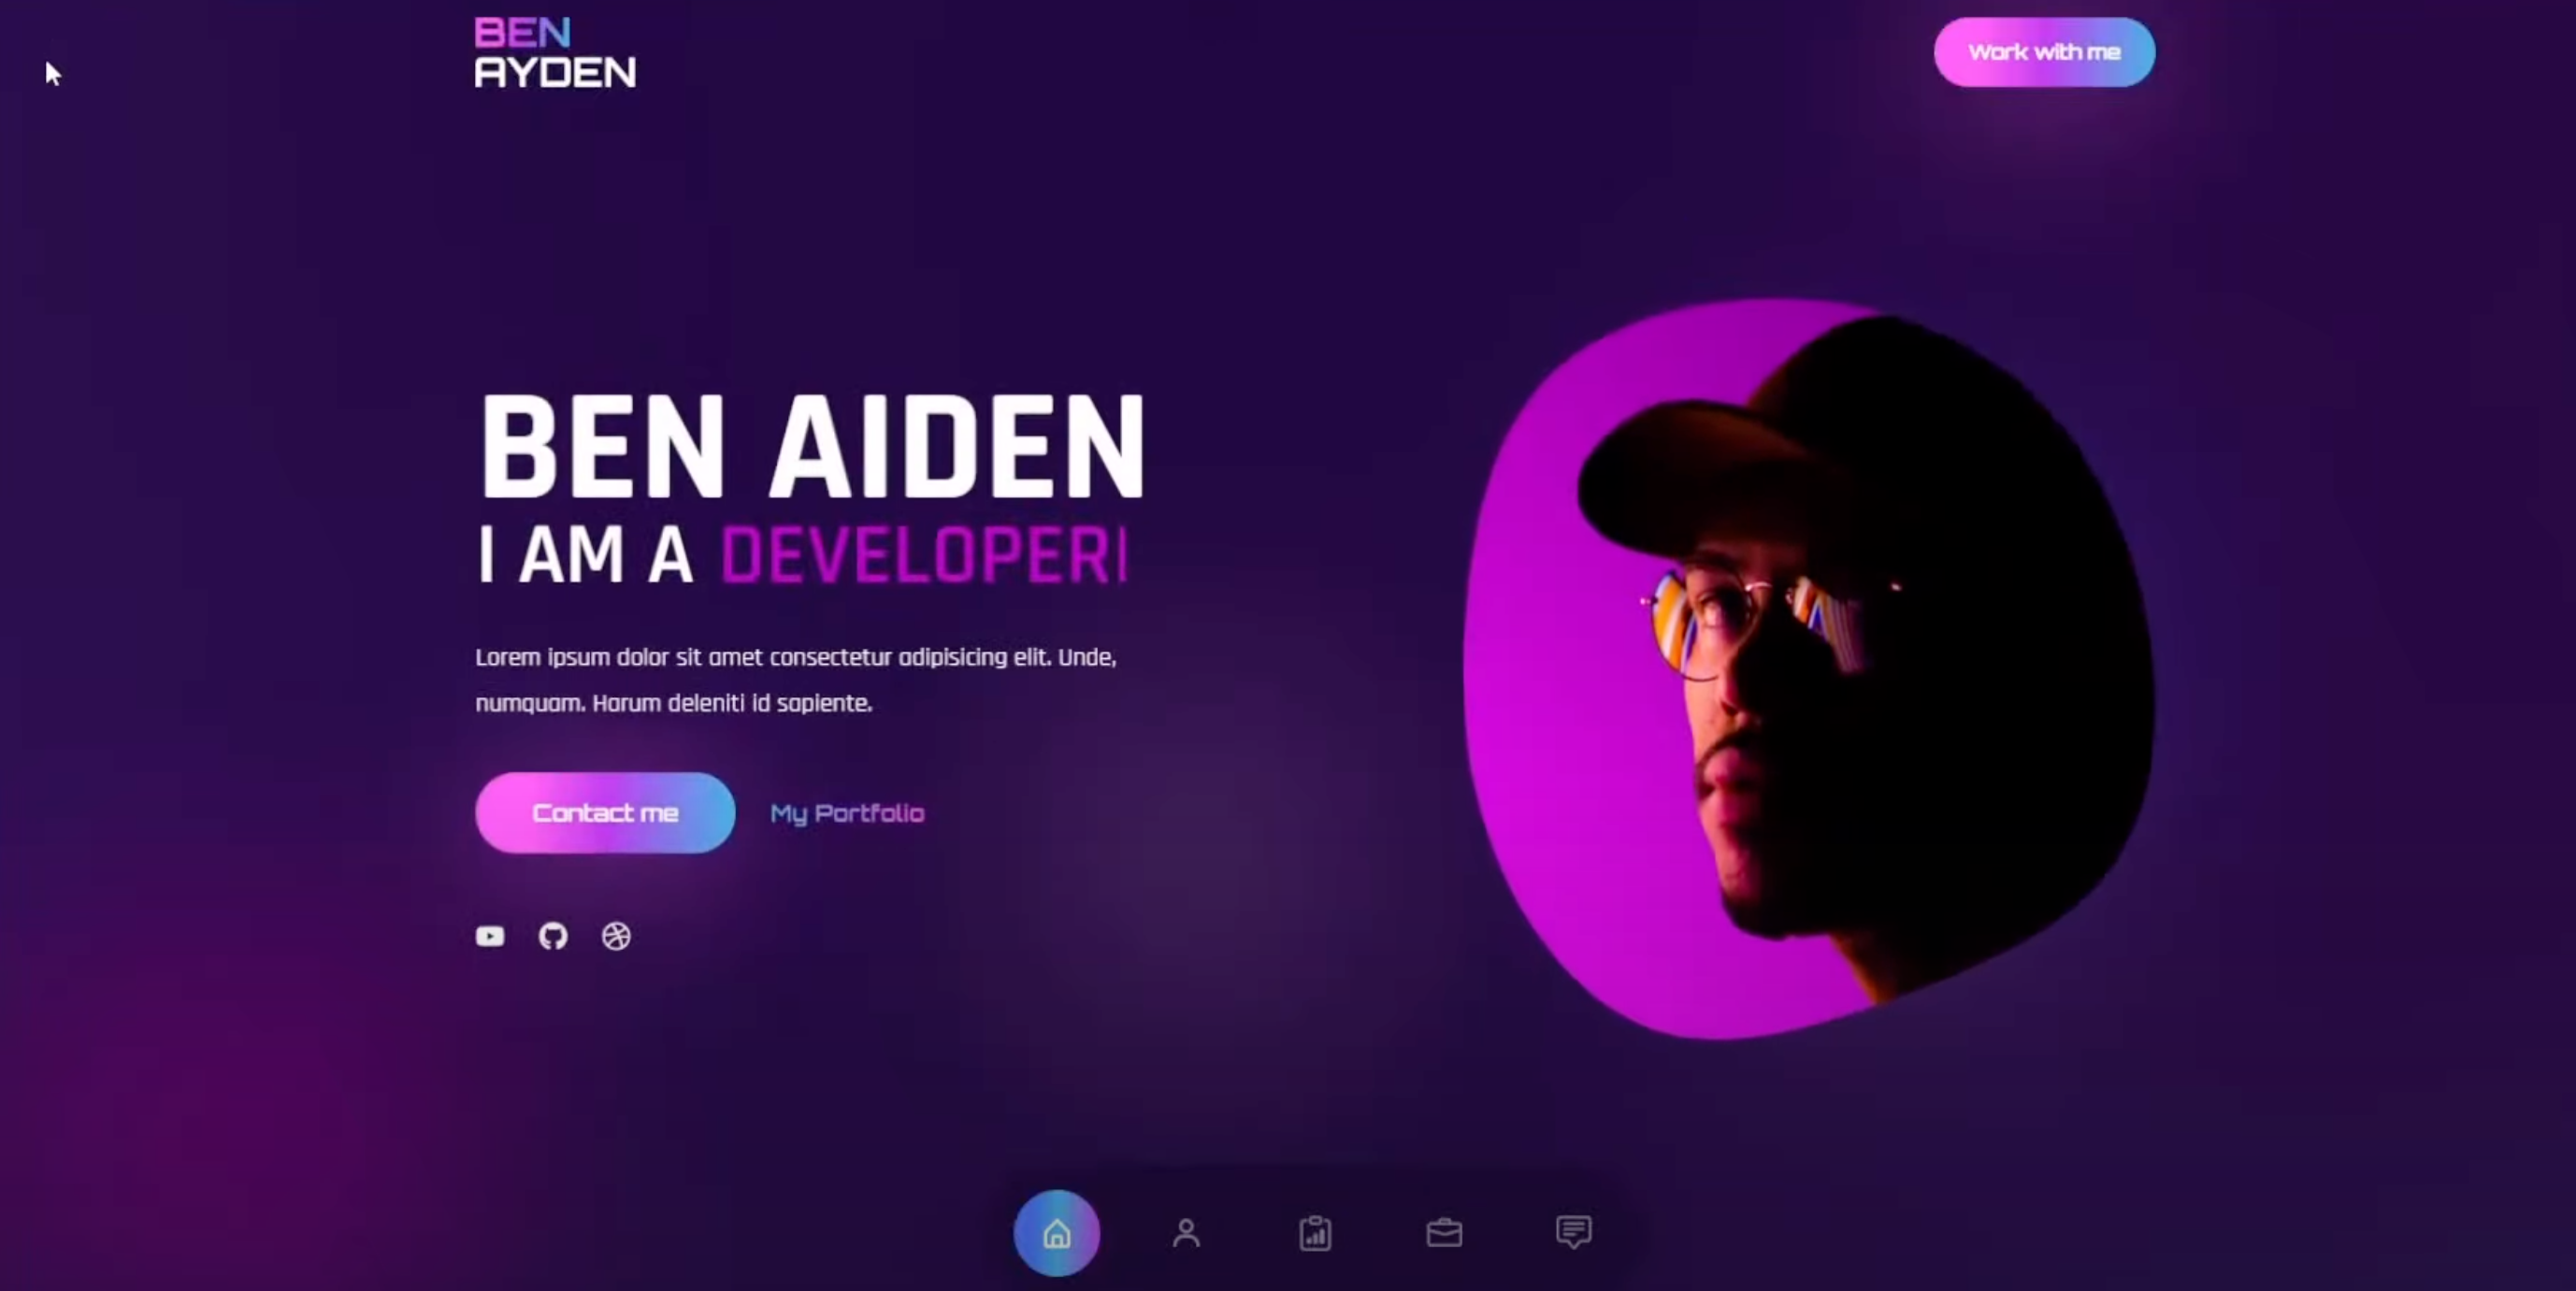 BEN
AYDEN
Work with me
BEN AIDEN
I AM A DEVELOPER
Lorem ipsum dolor sit amet consectetur adipisicing elit. Unde,
numquam. Harum deleniti id sapiente.
Contact me
My Portfolio